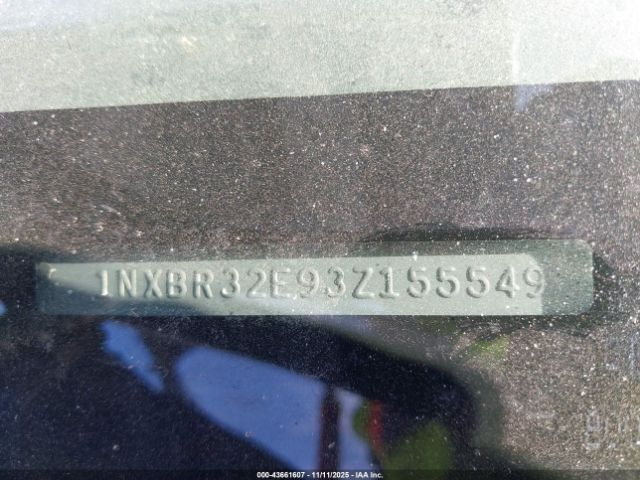 1NXBR32E93Z155549
000-43661607 - 11/11/2025 - IAA Inc.